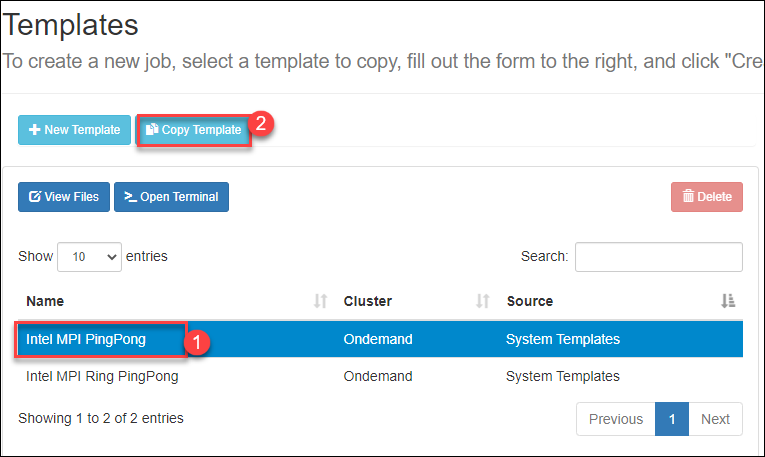 Templates
To create a new job, select a template to copy, fill out the form to the right, and click "Cre
New Template Copy Template 2
View Files Open Terminal Delete
Show 10 entries Search:
Name Cluster Source
Intel MPI PingPong 1 Ondemand System Templates
Intel MPI Ring PingPong Ondemand System Templates
Showing 1 to 2 of 2 entries Previous 1 Next